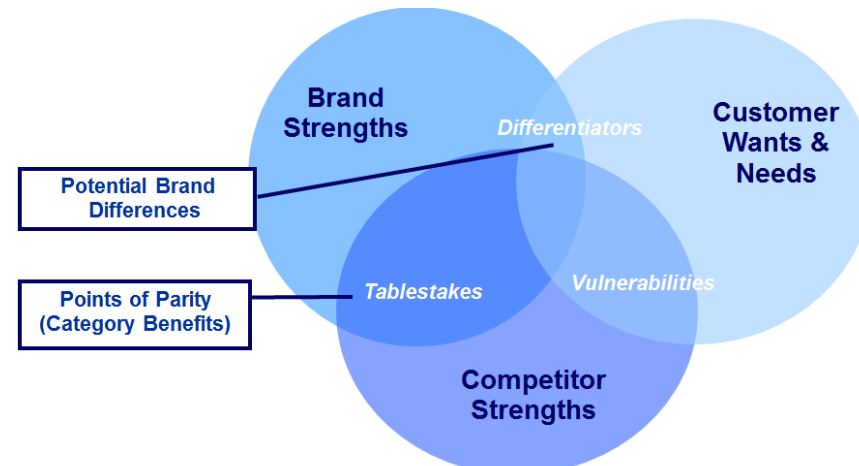 Brand
Strengths
Customer
Wants &
Needs
Differentiators
Potential Brand
Differences
Points of Parity
(Category Benefits)
Tablestakes
Vulnerabilities
Competitor
Strengths